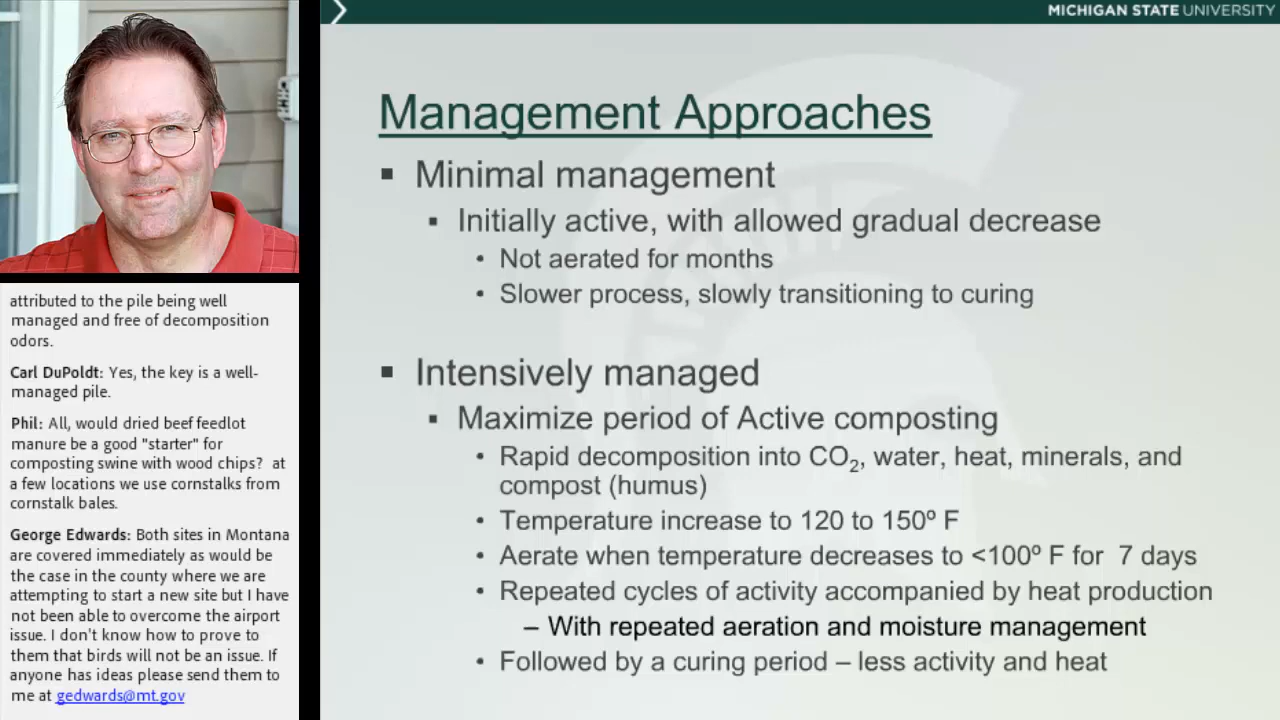 MICHIGAN STATE UNIVERSITY
Management Approaches
▪ Minimal management
▪ Initially active, with allowed gradual decrease
• Not aerated for months
• Slower process, slowly transitioning to curing
▪ Intensively managed
▪ Maximize period of Active composting
• Rapid decomposition into CO₂, water, heat, minerals, and
compost (humus)
• Temperature increase to 120 to 150º F
• Aerate when temperature decreases to <100º F for 7 days
• Repeated cycles of activity accompanied by heat production
– With repeated aeration and moisture management
• Followed by a curing period – less activity and heat
attributed to the pile being well
managed and free of decomposition
odors.
Carl DuPoldt: Yes, the key is a well-
managed pile.
Phil: All, would dried beef feedlot
manure be a good "starter" for
composting swine with wood chips? at
a few locations we use cornstalks from
cornstalk bales.
George Edwards: Both sites in Montana
are covered immediately as would be
the case in the county where we are
attempting to start a new site but I have
not been able to overcome the airport
issue. I don't know how to prove to
them that birds will not be an issue. If
anyone has ideas please send them to
me at gedwards@mt.gov